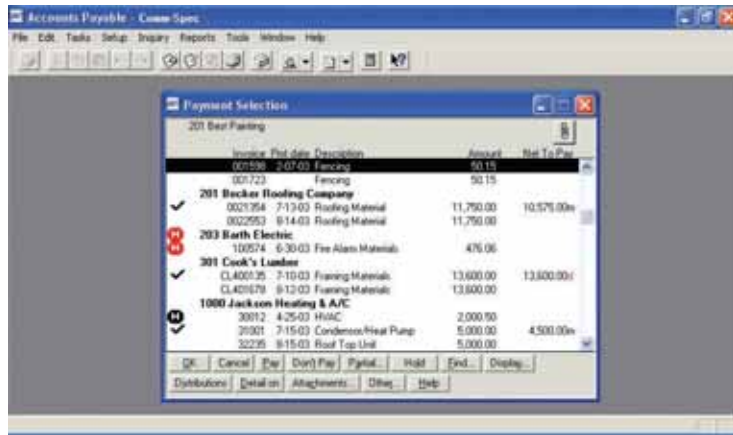 Accounts Payable - Comm Spec
File Edit Tasks Setup Inquiry Reports Tools Window Help
Payment Selection
201 Best Painting
Invoice Pmt date Description Amount Net To Pay
001598 2-07-03 Fencing 50.15
001723 Fencing 50.15
201 Becker Roofing Company
0021354 7-13-03 Roofing Material 11,750.00 10,575.00m
0022553 8-14-03 Roofing Material 11,750.00
203 Barth Electric
H
H 100574 6-30-03 Fire Alarm Materials 476.06
301 Cook's Lumber
CL400135 7-10-03 Framing Materials 13,600.00 13,600.00
CL401678 8-12-03 Framing Materials 13,600.00
1000 Jackson Heating & A/C
H 30012 4-25-03 HVAC 2,000.50
31001 7-15-03 Condensor/Heat Pump 5,000.00 4,500.00m
32235 8-15-03 Roof Top Unit 5,000.00
OK Cancel Pay Don't Pay Partial... Hold Find... Display...
Distributions Detail on Attachments... Other... Help